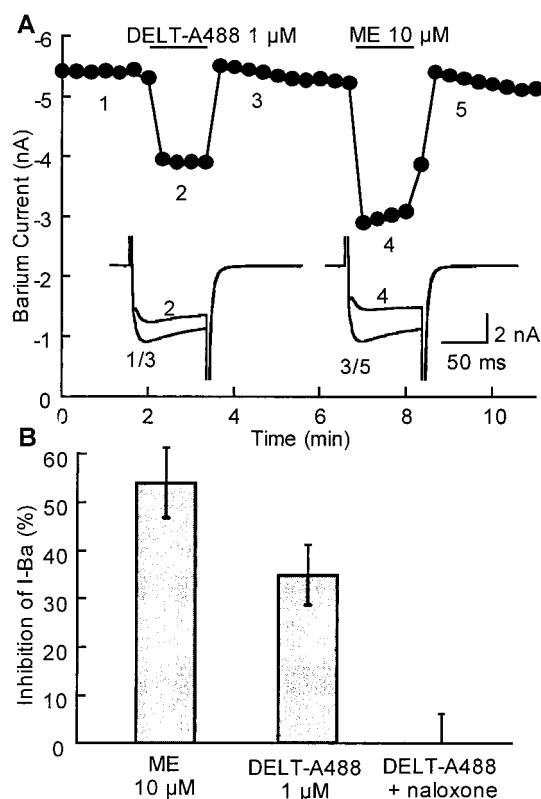 A
DELT-A488 1 µM
ME 10 µM
Barium Current (nA)
-6
-5
-4
-3
-2
-1
0
1
2
3
4
5
2
1/3
4
3/5
2 nA
50 ms
0
2
4
6
8
10
Time (min)
B
Inhibition of I-Ba (%)
60
50
40
30
20
10
0
ME
10 µM
DELT-A488
1 µM
DELT-A488
+ naloxone